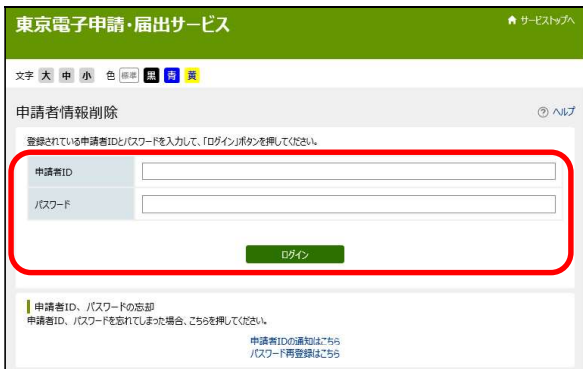 東京電子申請・届出サービス
サービストップへ
文字 大 中 小 色 標準 黒 青 黄
申請者情報削除
? ヘルプ
登録されている申請者IDとパスワードを入力して、「ログイン」ボタンを押してください。
申請者ID
パスワード
ログイン
申請者ID、パスワードの忘却
申請者ID、パスワードを忘れてしまった場合、こちらを押してください。
申請者IDの通知はこちら
パスワード再登録はこちら